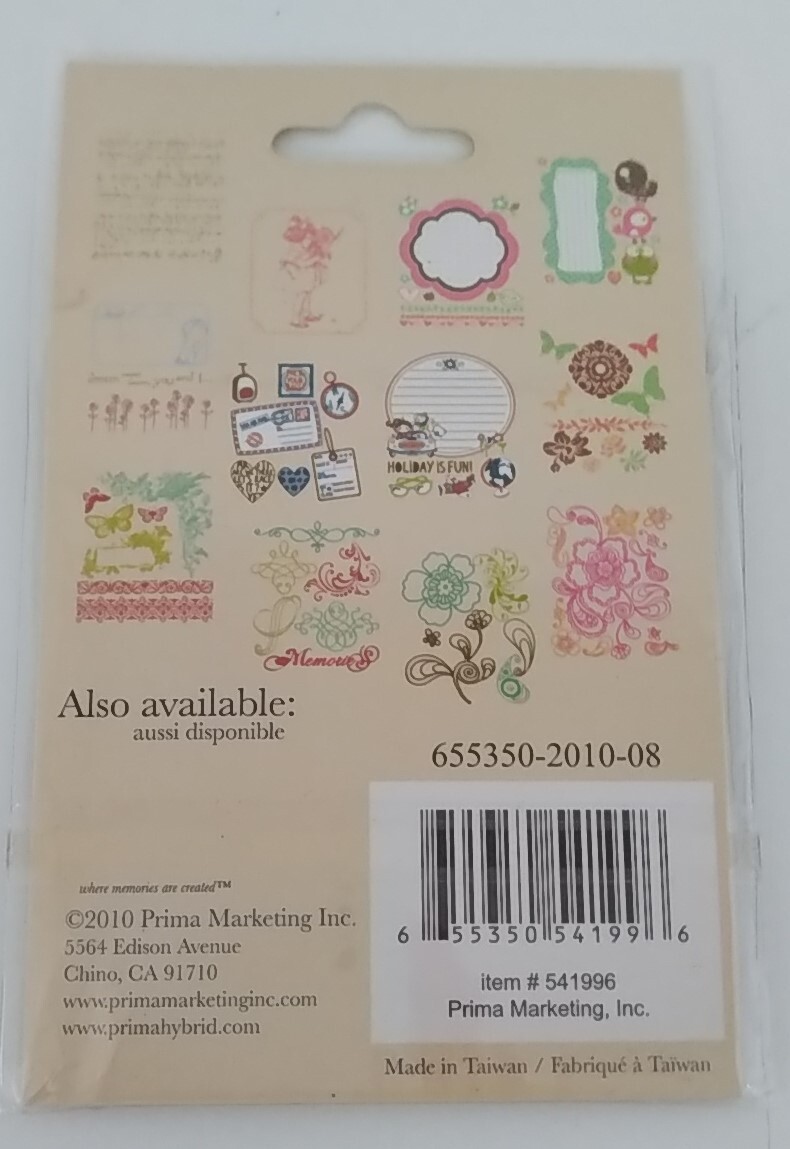 HOLIDAY IS FUN!
Memories
Also available:
aussi disponible
655350-2010-08
where memories are created™
©2010 Prima Marketing Inc.
5564 Edison Avenue
Chino, CA 91710
www.primamarketinginc.com
www.primahybrid.com
6 55350 54199 6
item # 541996
Prima Marketing, Inc.
Made in Taiwan / Fabriqué à Taïwan